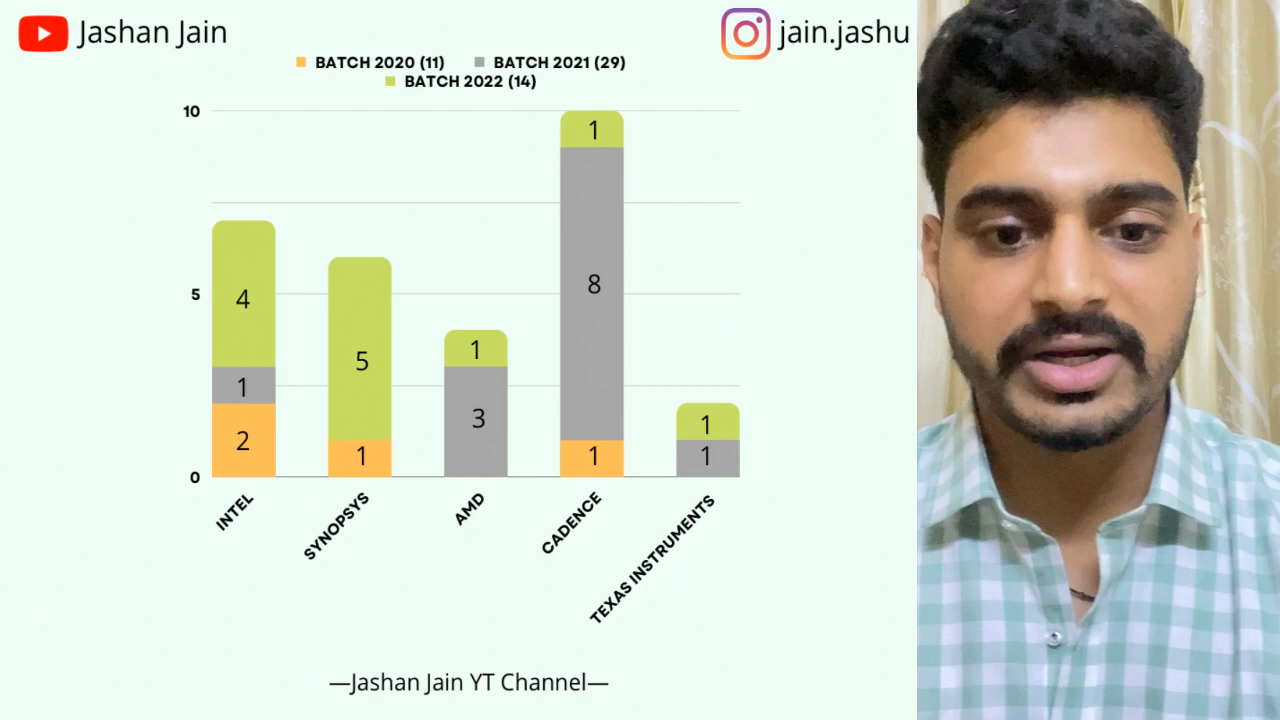 Jashan Jain
jain.jashu
BATCH 2020 (11) BATCH 2021 (29)
BATCH 2022 (14)
10
5
0
4
1
2
5
1
1
3
1
8
1
1
1
INTEL
SYNOPSYS
AMD
CADENCE
TEXAS INSTRUMENTS
—Jashan Jain YT Channel—